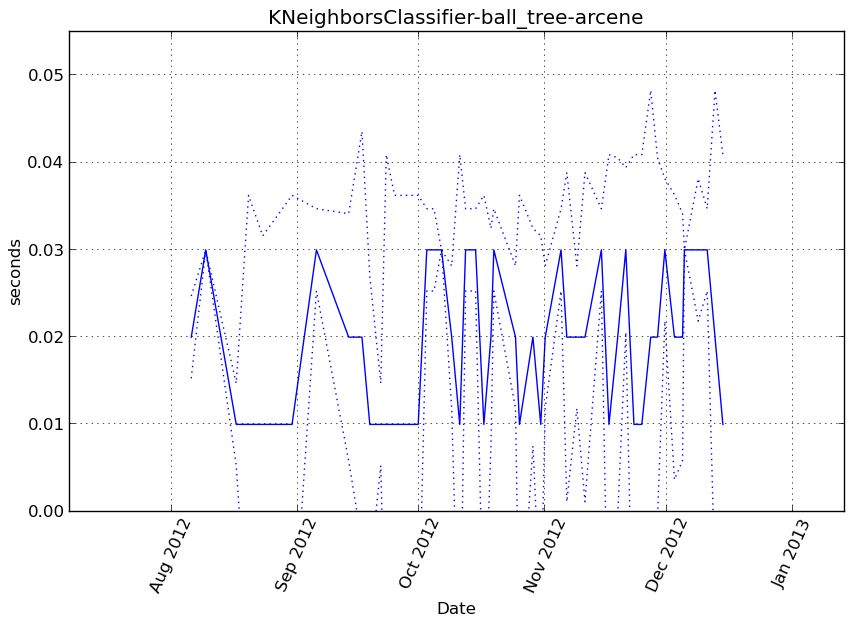 KNeighborsClassifier-ball_tree-arcene
0.05
0.04
0.03
0.02
0.01
0.00
seconds
Aug 2012
Sep 2012
Oct 2012
Nov 2012
Dec 2012
Jan 2013
Date